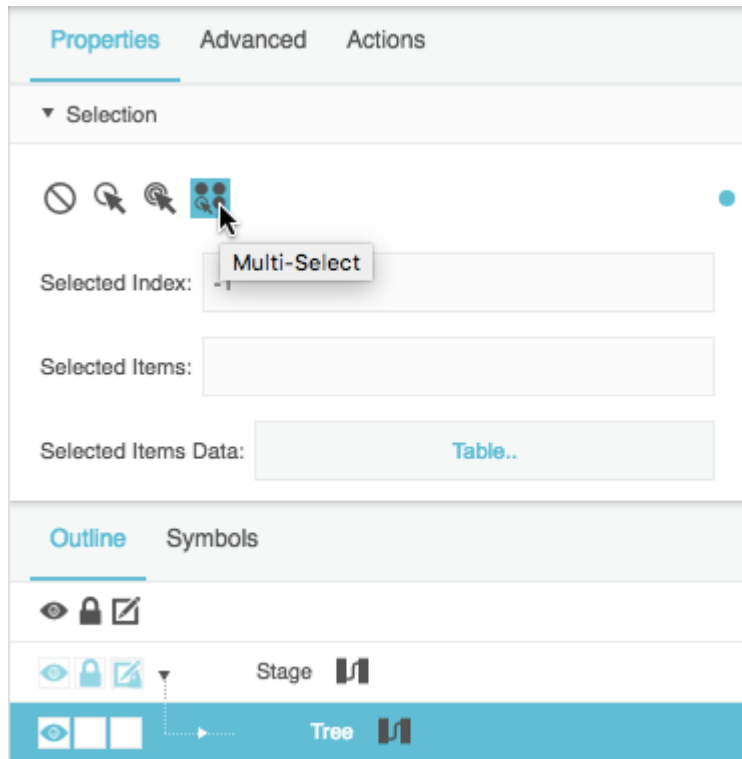 Properties Advanced Actions
Selection
Multi-Select
Selected Index: -1
Selected Items:
Selected Items Data: Table..
Outline Symbols
Stage
Tree